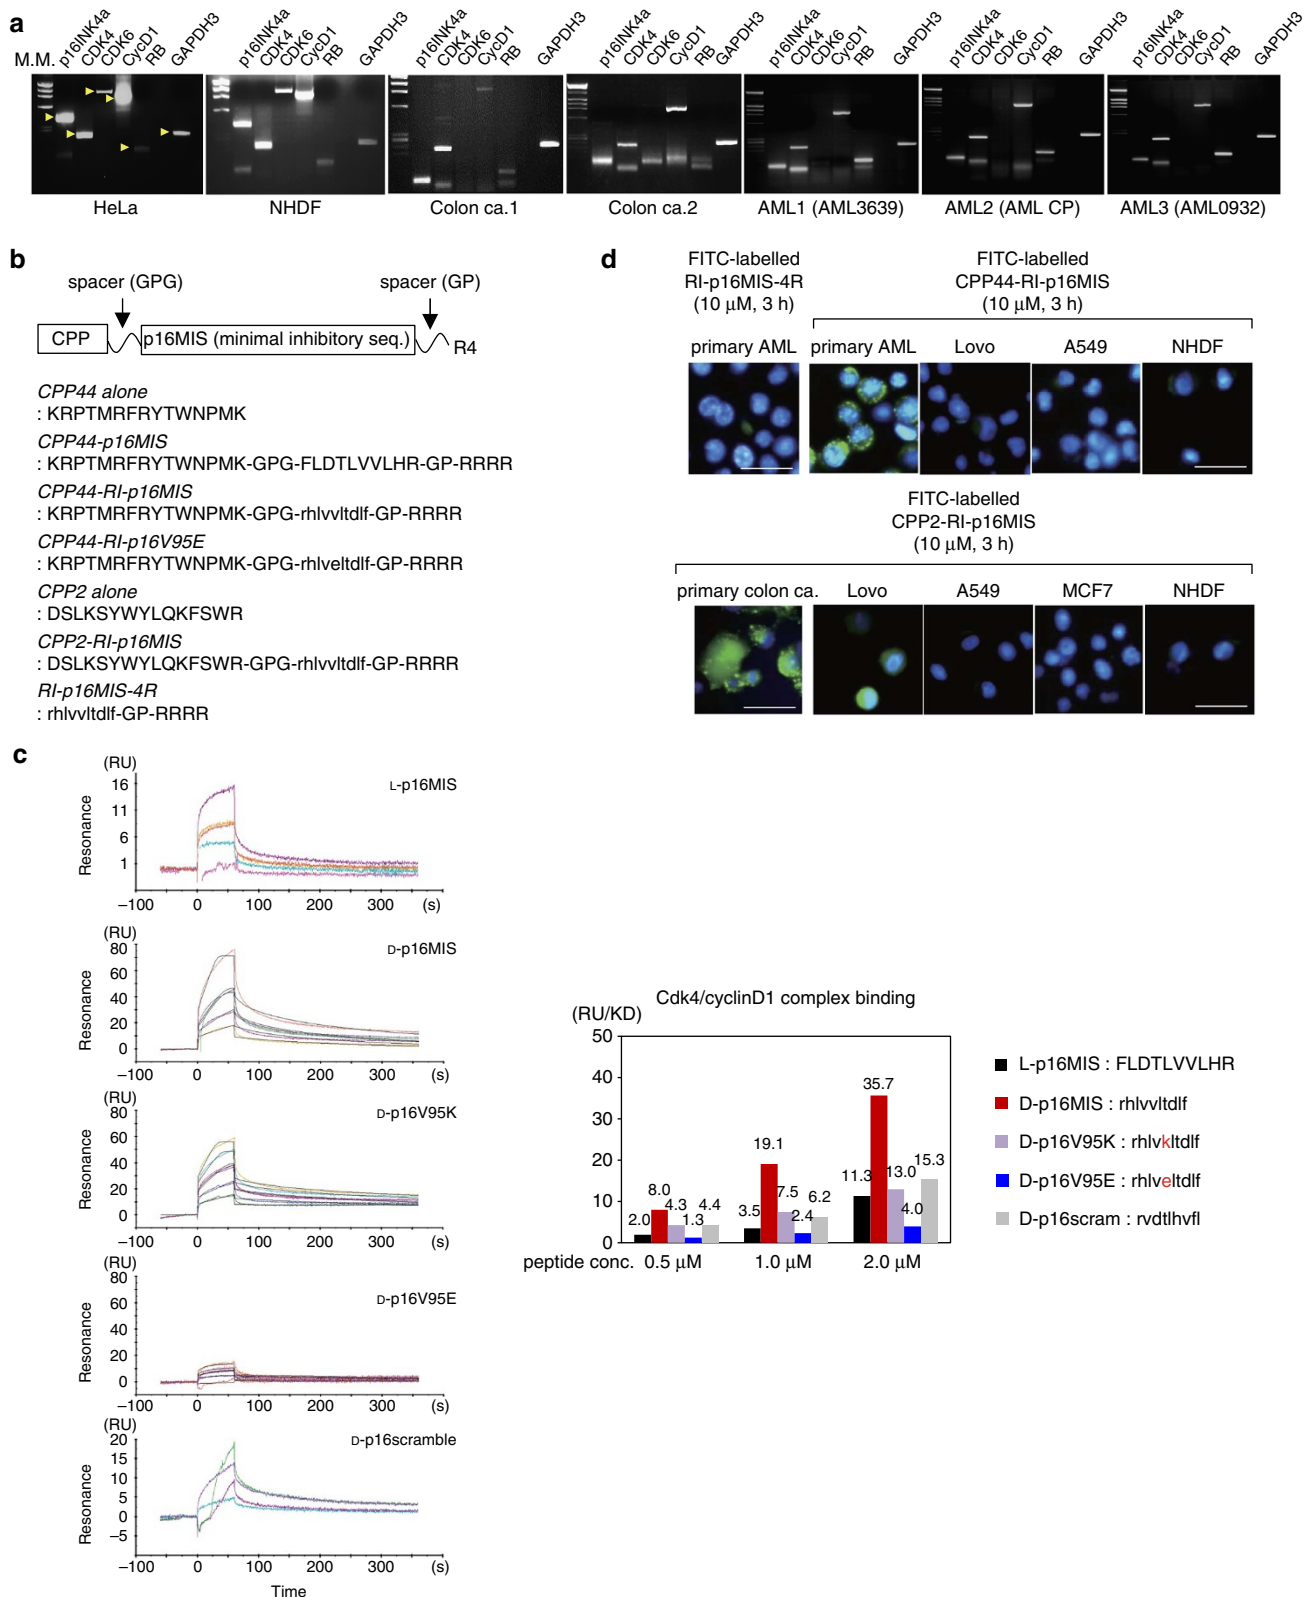 a
M.M. p16INK4a CDK4 CDK6 CycD1 RB GAPDH3
p16INK4a CDK4 CDK6 CycD1 RB GAPDH3
p16INK4a CDK4 CDK6 CycD1 RB GAPDH3
p16INK4a CDK4 CDK6 CycD1 RB GAPDH3
p16INK4a CDK4 CDK6 CycD1 RB GAPDH3
p16INK4a CDK4 CDK6 CycD1 RB GAPDH3
p16INK4a CDK4 CDK6 CycD1 RB GAPDH3
HeLa NHDF Colon ca.1 Colon ca.2 AML1 (AML3639) AML2 (AML CP) AML3 (AML0932)
b
spacer (GPG) spacer (GP)
CPP p16MIS (minimal inhibitory seq.) R4
CPP44 alone
: KRPTMRFRYTWNPMK
CPP44-p16MIS
: KRPTMRFRYTWNPMK-GPG-FLDTLVVLHR-GP-RRRR
CPP44-RI-p16MIS
: KRPTMRFRYTWNPMK-GPG-rhlvvltdlf-GP-RRRR
CPP44-RI-p16V95E
: KRPTMRFRYTWNPMK-GPG-rhlveltdlf-GP-RRRR
CPP2 alone
: DSLKSYWYLQKFSWR
CPP2-RI-p16MIS
: DSLKSYWYLQKFSWR-GPG-rhlvvltdlf-GP-RRRR
RI-p16MIS-4R
: rhlvvltdlf-GP-RRRR
d
FITC-labelled
RI-p16MIS-4R
(10 µM, 3 h)
FITC-labelled
CPP44-RI-p16MIS
(10 µM, 3 h)
primary AML primary AML Lovo A549 NHDF
FITC-labelled
CPP2-RI-p16MIS
(10 µM, 3 h)
primary colon ca. Lovo A549 MCF7 NHDF
c
(RU)
L-p16MIS
Resonance
16
11
6
1
–100 0 100 200 300 (s)
(RU)
D-p16MIS
Resonance
80
60
40
20
0
–100 0 100 200 300 (s)
(RU)
D-p16V95K
Resonance
80
60
40
20
0
–100 0 100 200 300 (s)
(RU)
D-p16V95E
Resonance
80
60
40
20
0
–100 0 100 200 300 (s)
(RU)
D-p16scramble
Resonance
20
15
10
5
0
–5
–100 0 100 200 300 (s)
Time
Cdk4/cyclinD1 complex binding
(RU/KD)
50
40
30
20
10
0
2.0 8.0 4.3 1.3 4.4
3.5 19.1 7.5 2.4 6.2
11.3 35.7 13.0 4.0 15.3
peptide conc. 0.5 µM 1.0 µM 2.0 µM
L-p16MIS : FLDTLVVLHR
D-p16MIS : rhlvvltdlf
D-p16V95K : rhlvkltdlf
D-p16V95E : rhlveltdlf
D-p16scram : rvdtlhvfl